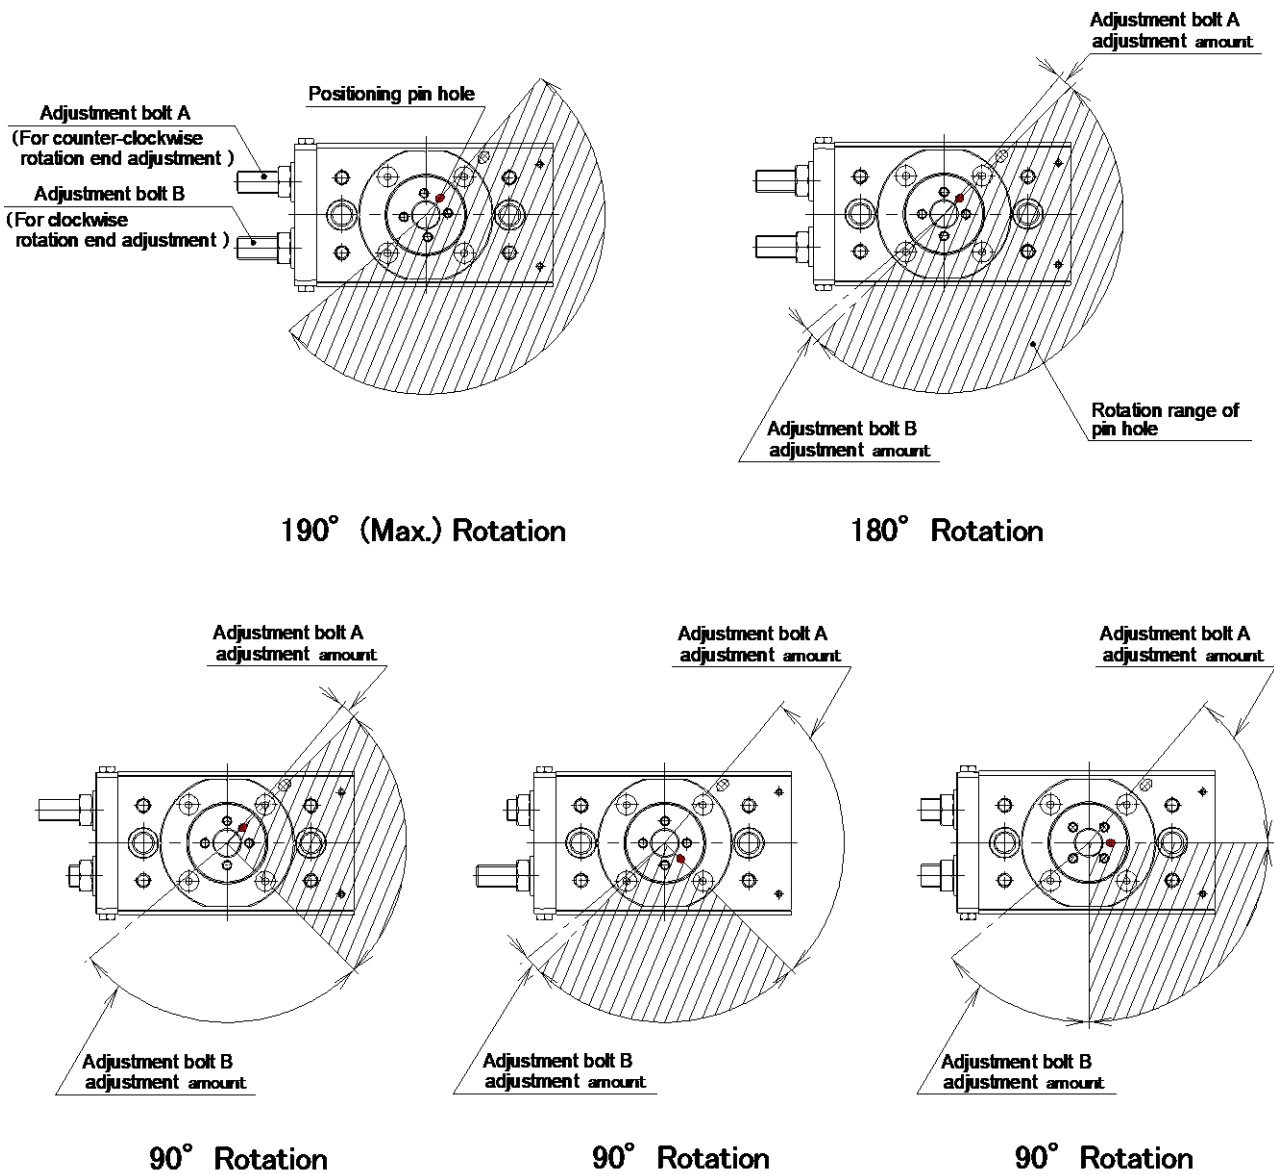 Adjustment bolt A
adjustment amount
Positioning pin hole
Adjustment bolt A
(For counter-clockwise
rotation end adjustment )
Adjustment bolt B
(For clockwise
rotation end adjustment )
Rotation range of
pin hole
Adjustment bolt B
adjustment amount
190° (Max.) Rotation
180° Rotation
Adjustment bolt A
adjustment amount
Adjustment bolt A
adjustment amount
Adjustment bolt A
adjustment amount
Adjustment bolt B
adjustment amount
Adjustment bolt B
adjustment amount
Adjustment bolt B
adjustment amount
90° Rotation
90° Rotation
90° Rotation